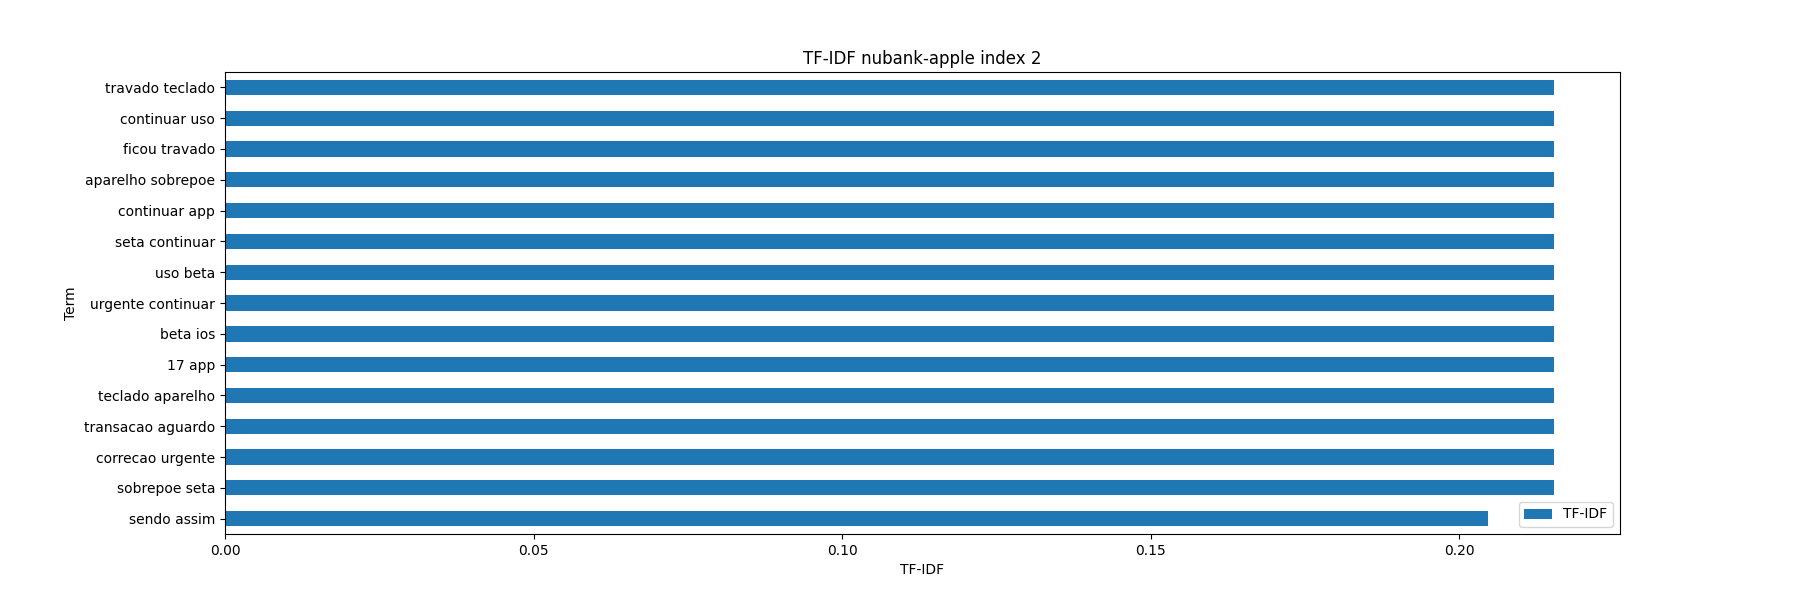 TF-IDF nubank-apple index 2
travado teclado
continuar uso
ficou travado
aparelho sobrepoe
continuar app
seta continuar
uso beta
urgente continuar
beta ios
17 app
teclado aparelho
transacao aguardo
correcao urgente
sobrepoe seta
sendo assim
Term
TF-IDF
0.00 0.05 0.10 0.15 0.20
TF-IDF